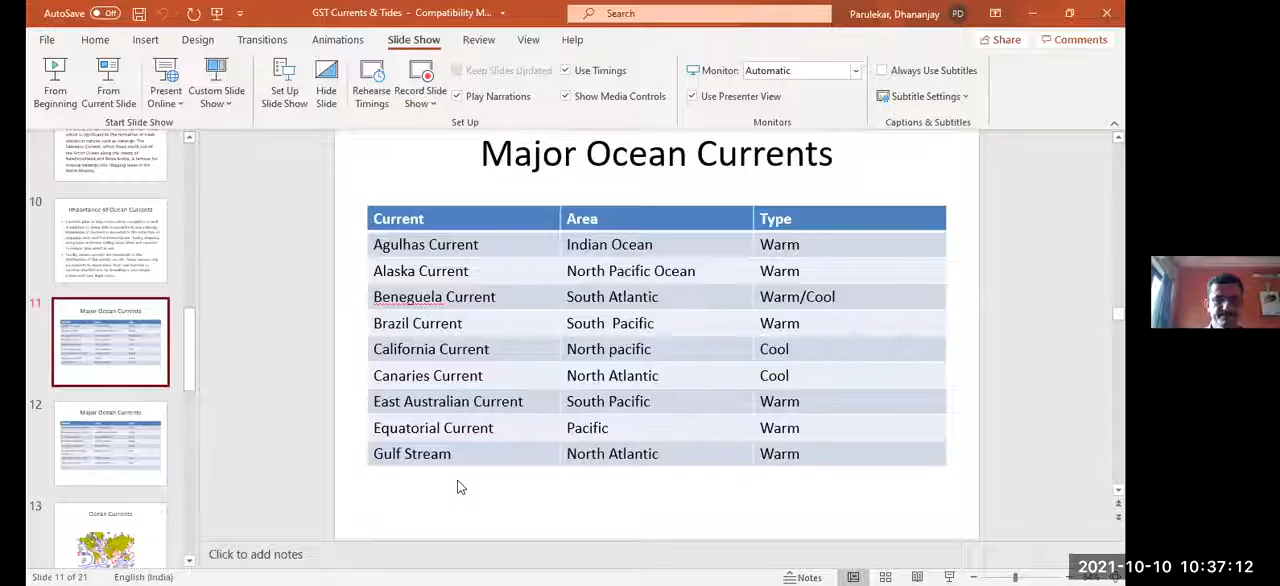 AutoSave Off GST Currents & Tides - Compatibility M... Search Parulekar, Dhananjay PD
File Home Insert Design Transitions Animations Slide Show Review View Help Share Comments
From Beginning From Current Slide Present Online Custom Slide Show Set Up Slide Show Hide Slide Rehearse Timings Record Slide Show
Keep Slides Updated Use Timings
Play Narrations Show Media Controls
Monitor: Automatic
Use Presenter View
Always Use Subtitles
Subtitle Settings
Start Slide Show Set Up Monitors Captions & Subtitles
10
Importance of Ocean Currents
11
Major Ocean Currents
12
Major Ocean Currents
13
Ocean Currents
Major Ocean Currents
Current Area Type
Agulhas Current Indian Ocean Warm
Alaska Current North Pacific Ocean Warm
Beneguela Current South Atlantic Warm/Cool
Brazil Current South Pacific Warm
California Current North pacific Cool
Canaries Current North Atlantic Cool
East Australian Current South Pacific Warm
Equatorial Current Pacific Warm
Gulf Stream North Atlantic Warm
Click to add notes
Slide 11 of 21 English (India) Notes
2021-10-10 10:37:12